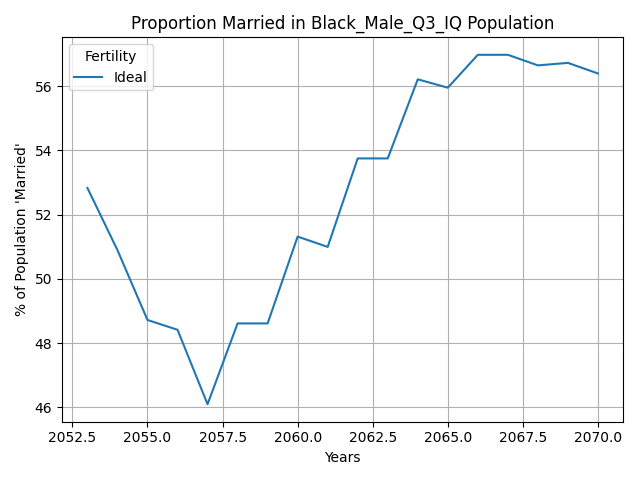 Proportion Married in Black_Male_Q3_IQ Population
Fertility
Ideal
% of Population 'Married'
56
54
52
50
48
46
2052.5 2055.0 2057.5 2060.0 2062.5 2065.0 2067.5 2070.0
Years